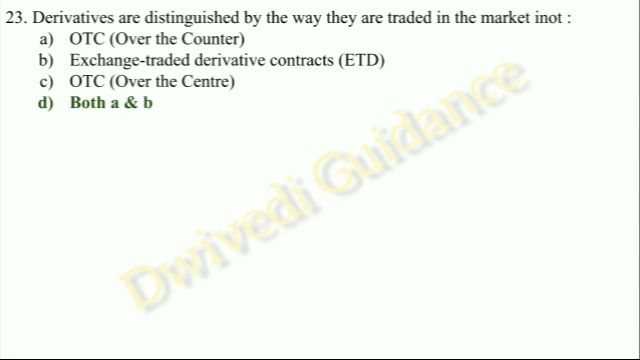 23. Derivatives are distinguished by the way they are traded in the market inot :
a) OTC (Over the Counter)
b) Exchange-traded derivative contracts (ETD)
c) OTC (Over the Centre)
d) Both a & b
Dwivedi Guidance